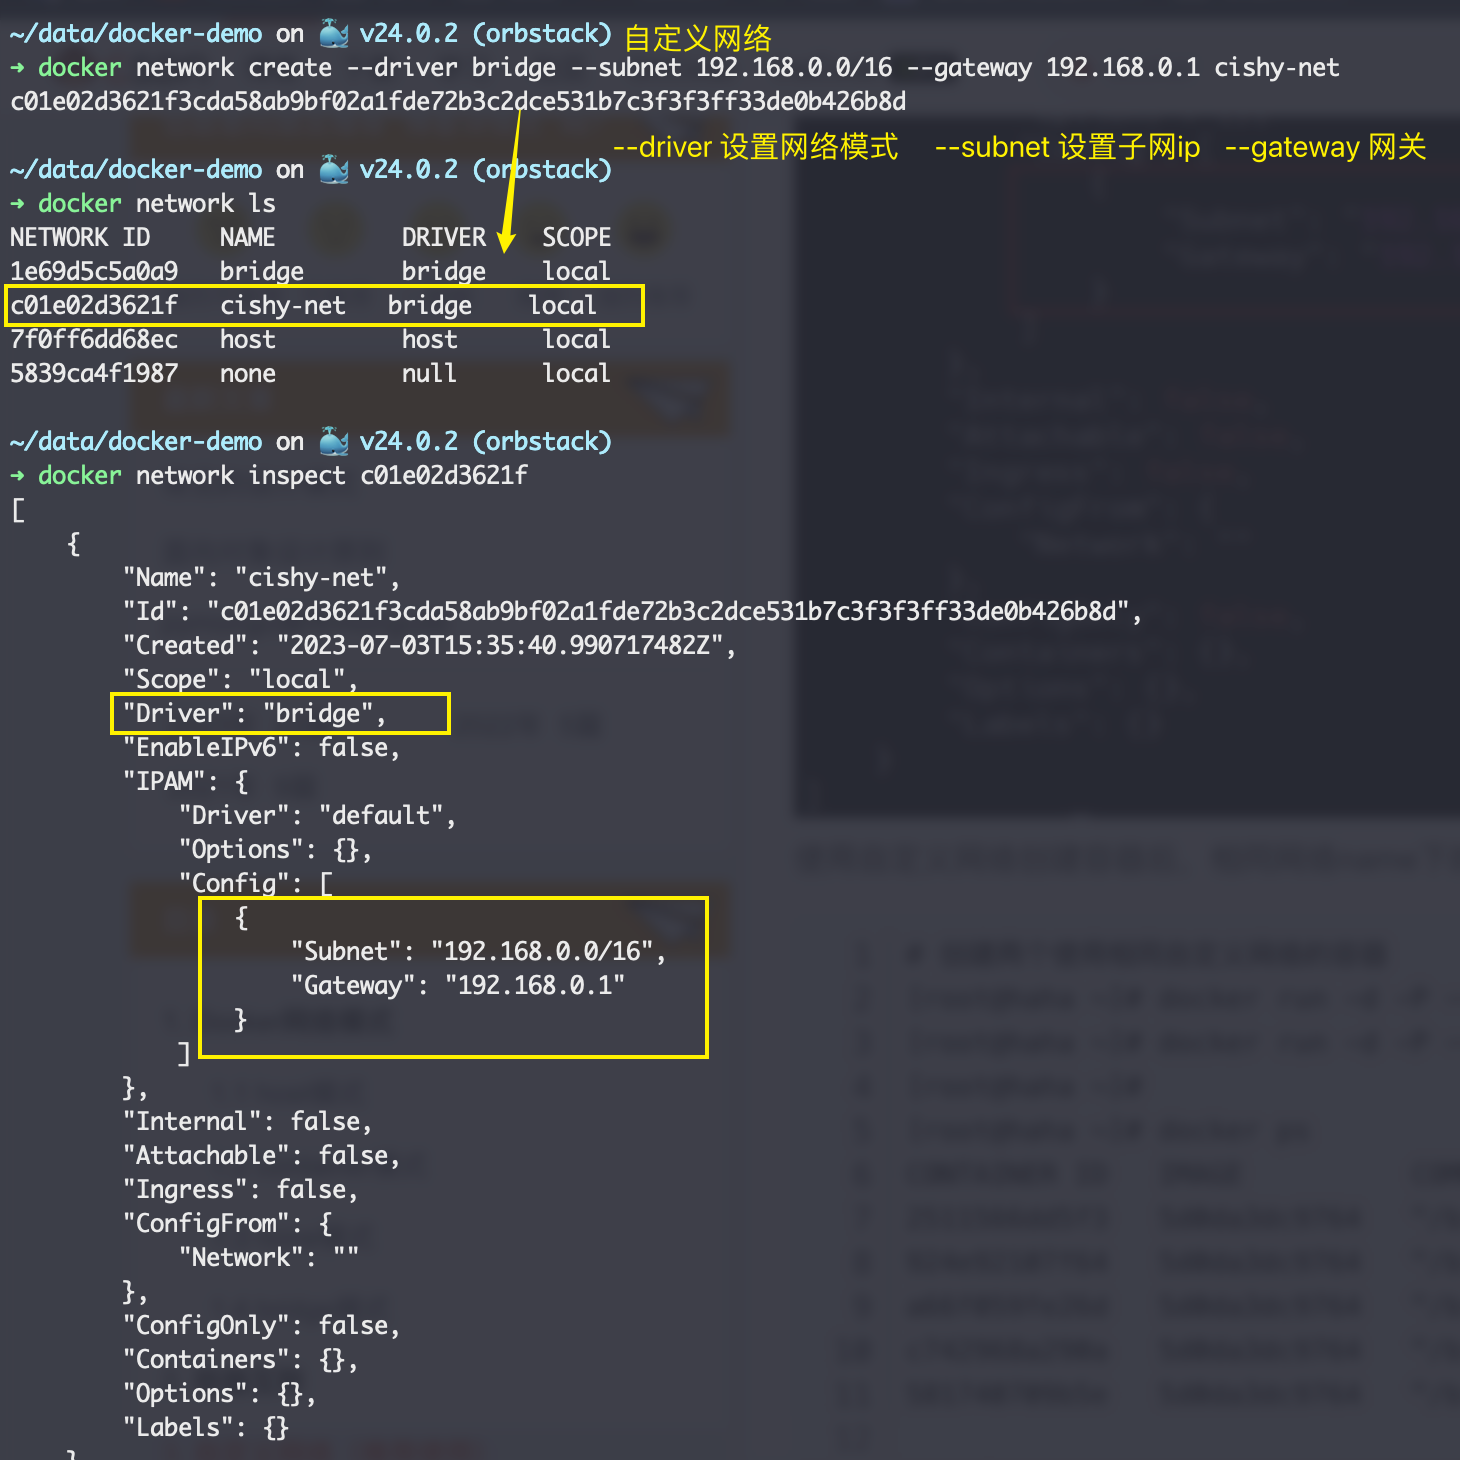 ~/data/docker-demo on 🐳 v24.0.2 (orbstack) 自定义网络
➜ docker network create --driver bridge --subnet 192.168.0.0/16 --gateway 192.168.0.1 cishy-net
c01e02d3621f3cda58ab9bf02a1fde72b3c2dce531b7c3f3f3ff33de0b426b8d
--driver 设置网络模式 --subnet 设置子网ip --gateway 网关
~/data/docker-demo on 🐳 v24.0.2 (orbstack)
➜ docker network ls
NETWORK ID NAME DRIVER SCOPE
1e69d5c5a0a9 bridge bridge local
c01e02d3621f cishy-net bridge local
7f0ff6dd68ec host host local
5839ca4f1987 none null local
~/data/docker-demo on 🐳 v24.0.2 (orbstack)
➜ docker network inspect c01e02d3621f
[
{
"Name": "cishy-net",
"Id": "c01e02d3621f3cda58ab9bf02a1fde72b3c2dce531b7c3f3f3ff33de0b426b8d",
"Created": "2023-07-03T15:35:40.990717482Z",
"Scope": "local",
"Driver": "bridge",
"EnableIPv6": false,
"IPAM": {
"Driver": "default",
"Options": {},
"Config": [
{
"Subnet": "192.168.0.0/16",
"Gateway": "192.168.0.1"
}
]
},
"Internal": false,
"Attachable": false,
"Ingress": false,
"ConfigFrom": {
"Network": ""
},
"ConfigOnly": false,
"Containers": {},
"Options": {},
"Labels": {}